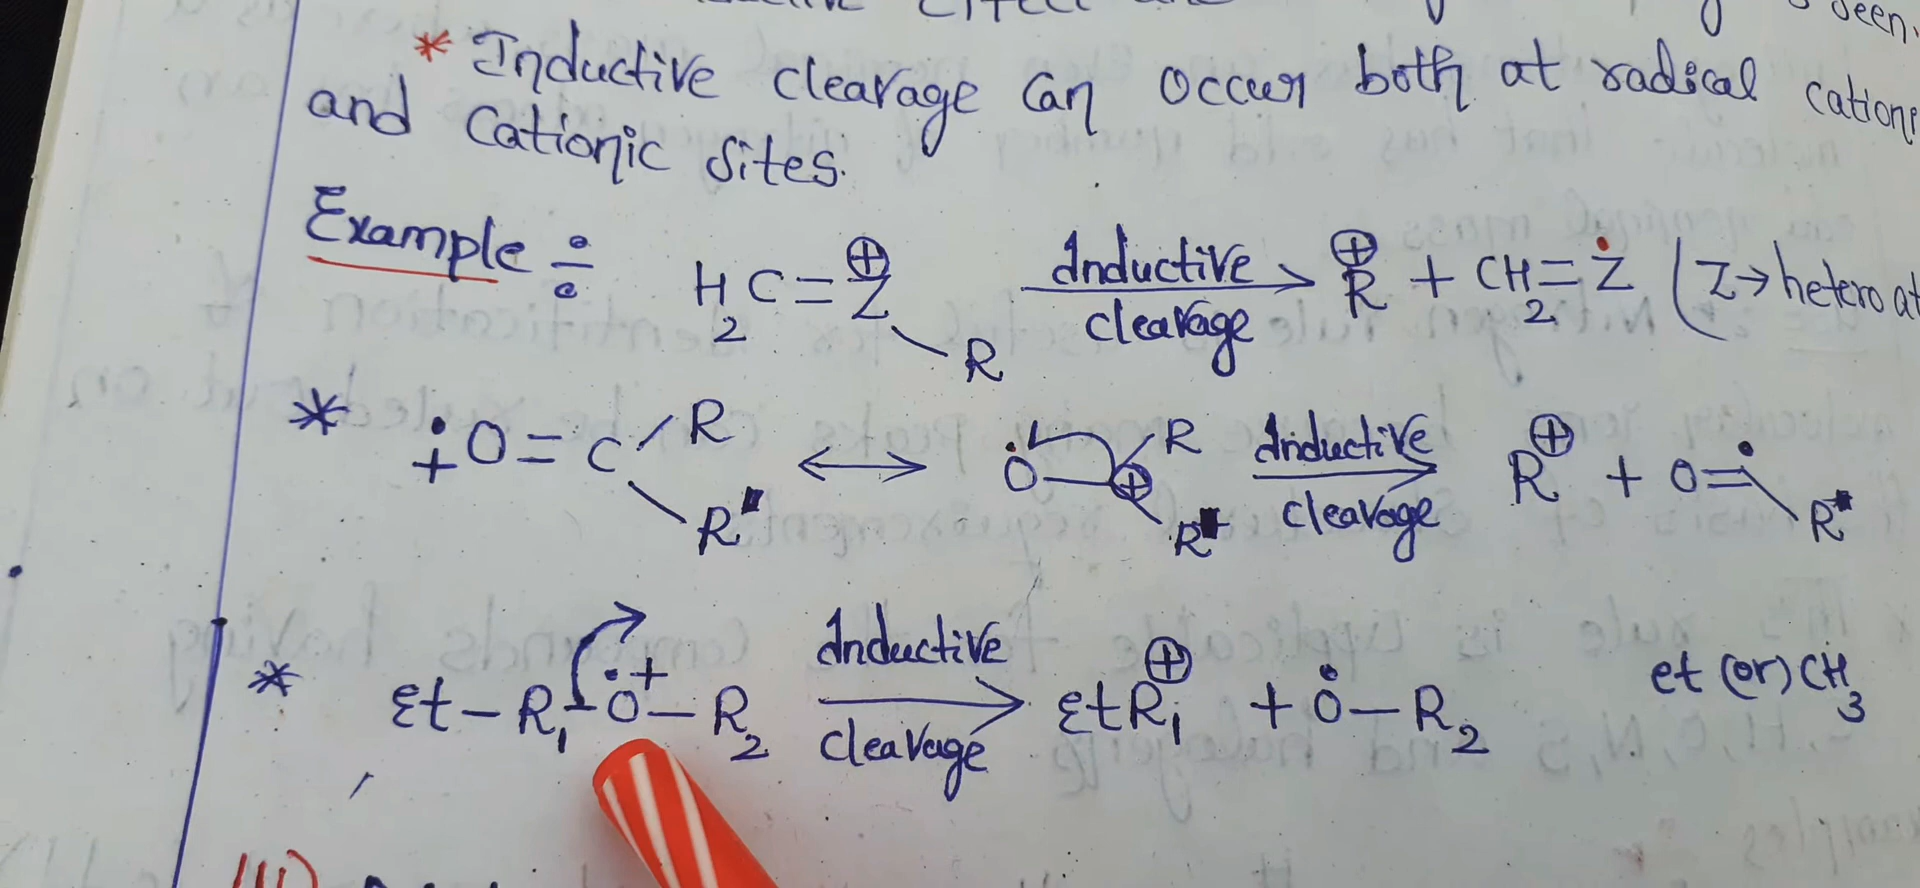 seen.
* Inductive cleavage can occur both at radical cation
and cationic sites.
Example ÷ H2C=Z⊕-R Inductive cleavage → R⊕ + CH2=Ż (Z→ hetero at
* •+O=C-R -R" ↔ Ȯ-⊕-R -R" Inductive cleavage → R⊕ + O=•-R"
* Et-R1-Ȯ+-R2 Inductive cleavage → EtR1⊕ + Ȯ-R2 et (or) CH3